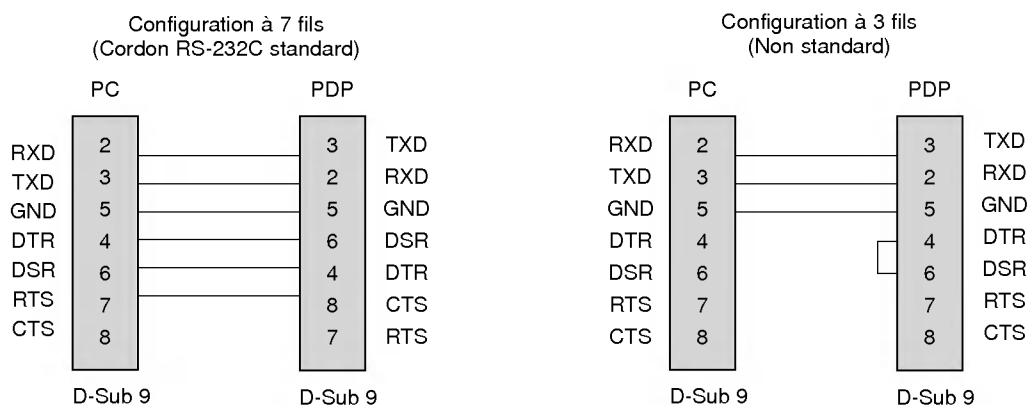 Configuration à 7 fils
(Cordon RS-232C standard)
PC PDP
RXD 2 3 TXD
TXD 3 2 RXD
GND 5 5 GND
DTR 4 6 DSR
DSR 6 4 DTR
RTS 7 8 CTS
CTS 8 7 RTS
D-Sub 9 D-Sub 9
Configuration à 3 fils
(Non standard)
PC PDP
RXD 2 3 TXD
TXD 3 2 RXD
GND 5 5 GND
DTR 4 4 DTR
DSR 6 6 DSR
RTS 7 7 RTS
CTS 8 8 CTS
D-Sub 9 D-Sub 9